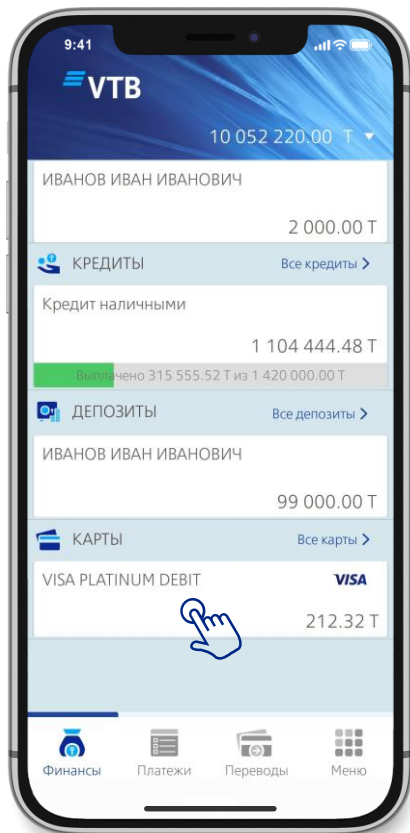 9:41
VTB
10 052 220.00 T
ИВАНОВ ИВАН ИВАНОВИЧ
2 000.00 T
КРЕДИТЫ Все кредиты >
Кредит наличными
1 104 444.48 T
Выплачено 315 555.52 T из 1 420 000.00 T
ДЕПОЗИТЫ Все депозиты >
ИВАНОВ ИВАН ИВАНОВИЧ
99 000.00 T
КАРТЫ Все карты >
VISA PLATINUM DEBIT VISA
212.32 T
Финансы Платежи Переводы Меню